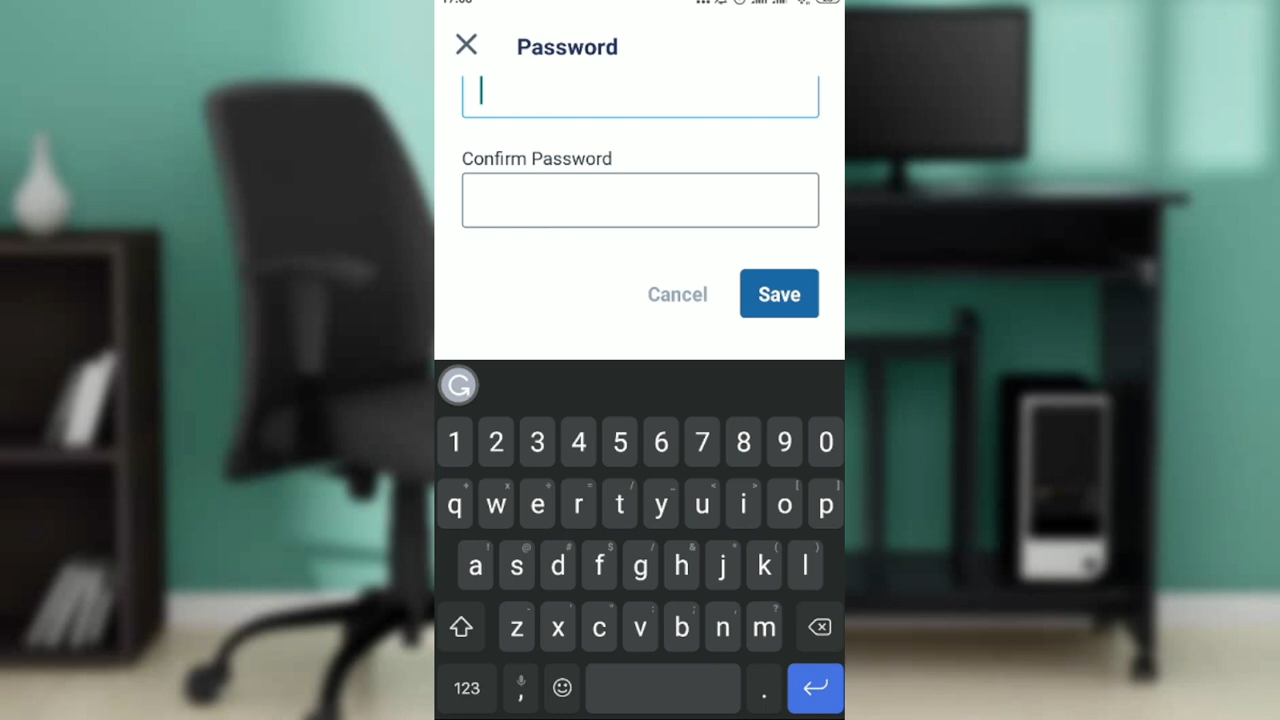 Password
Confirm Password
Cancel
Save
1 2 3 4 5 6 7 8 9 0
q w e r t y u i o p
a s d f g h j k l
z x c v b n m
123 , .